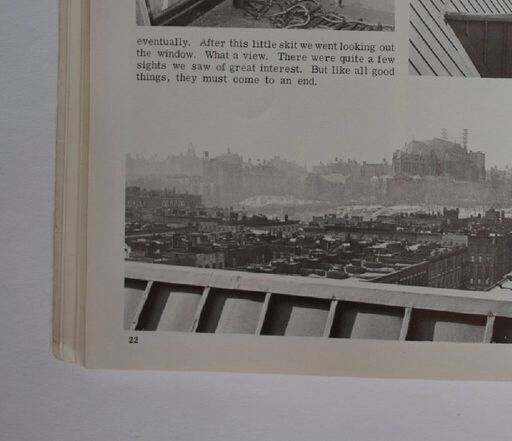 eventually. After this little skit we went looking out
the window. What a view. There were quite a few
sights we saw of great interest. But like all good
things, they must come to an end.
22